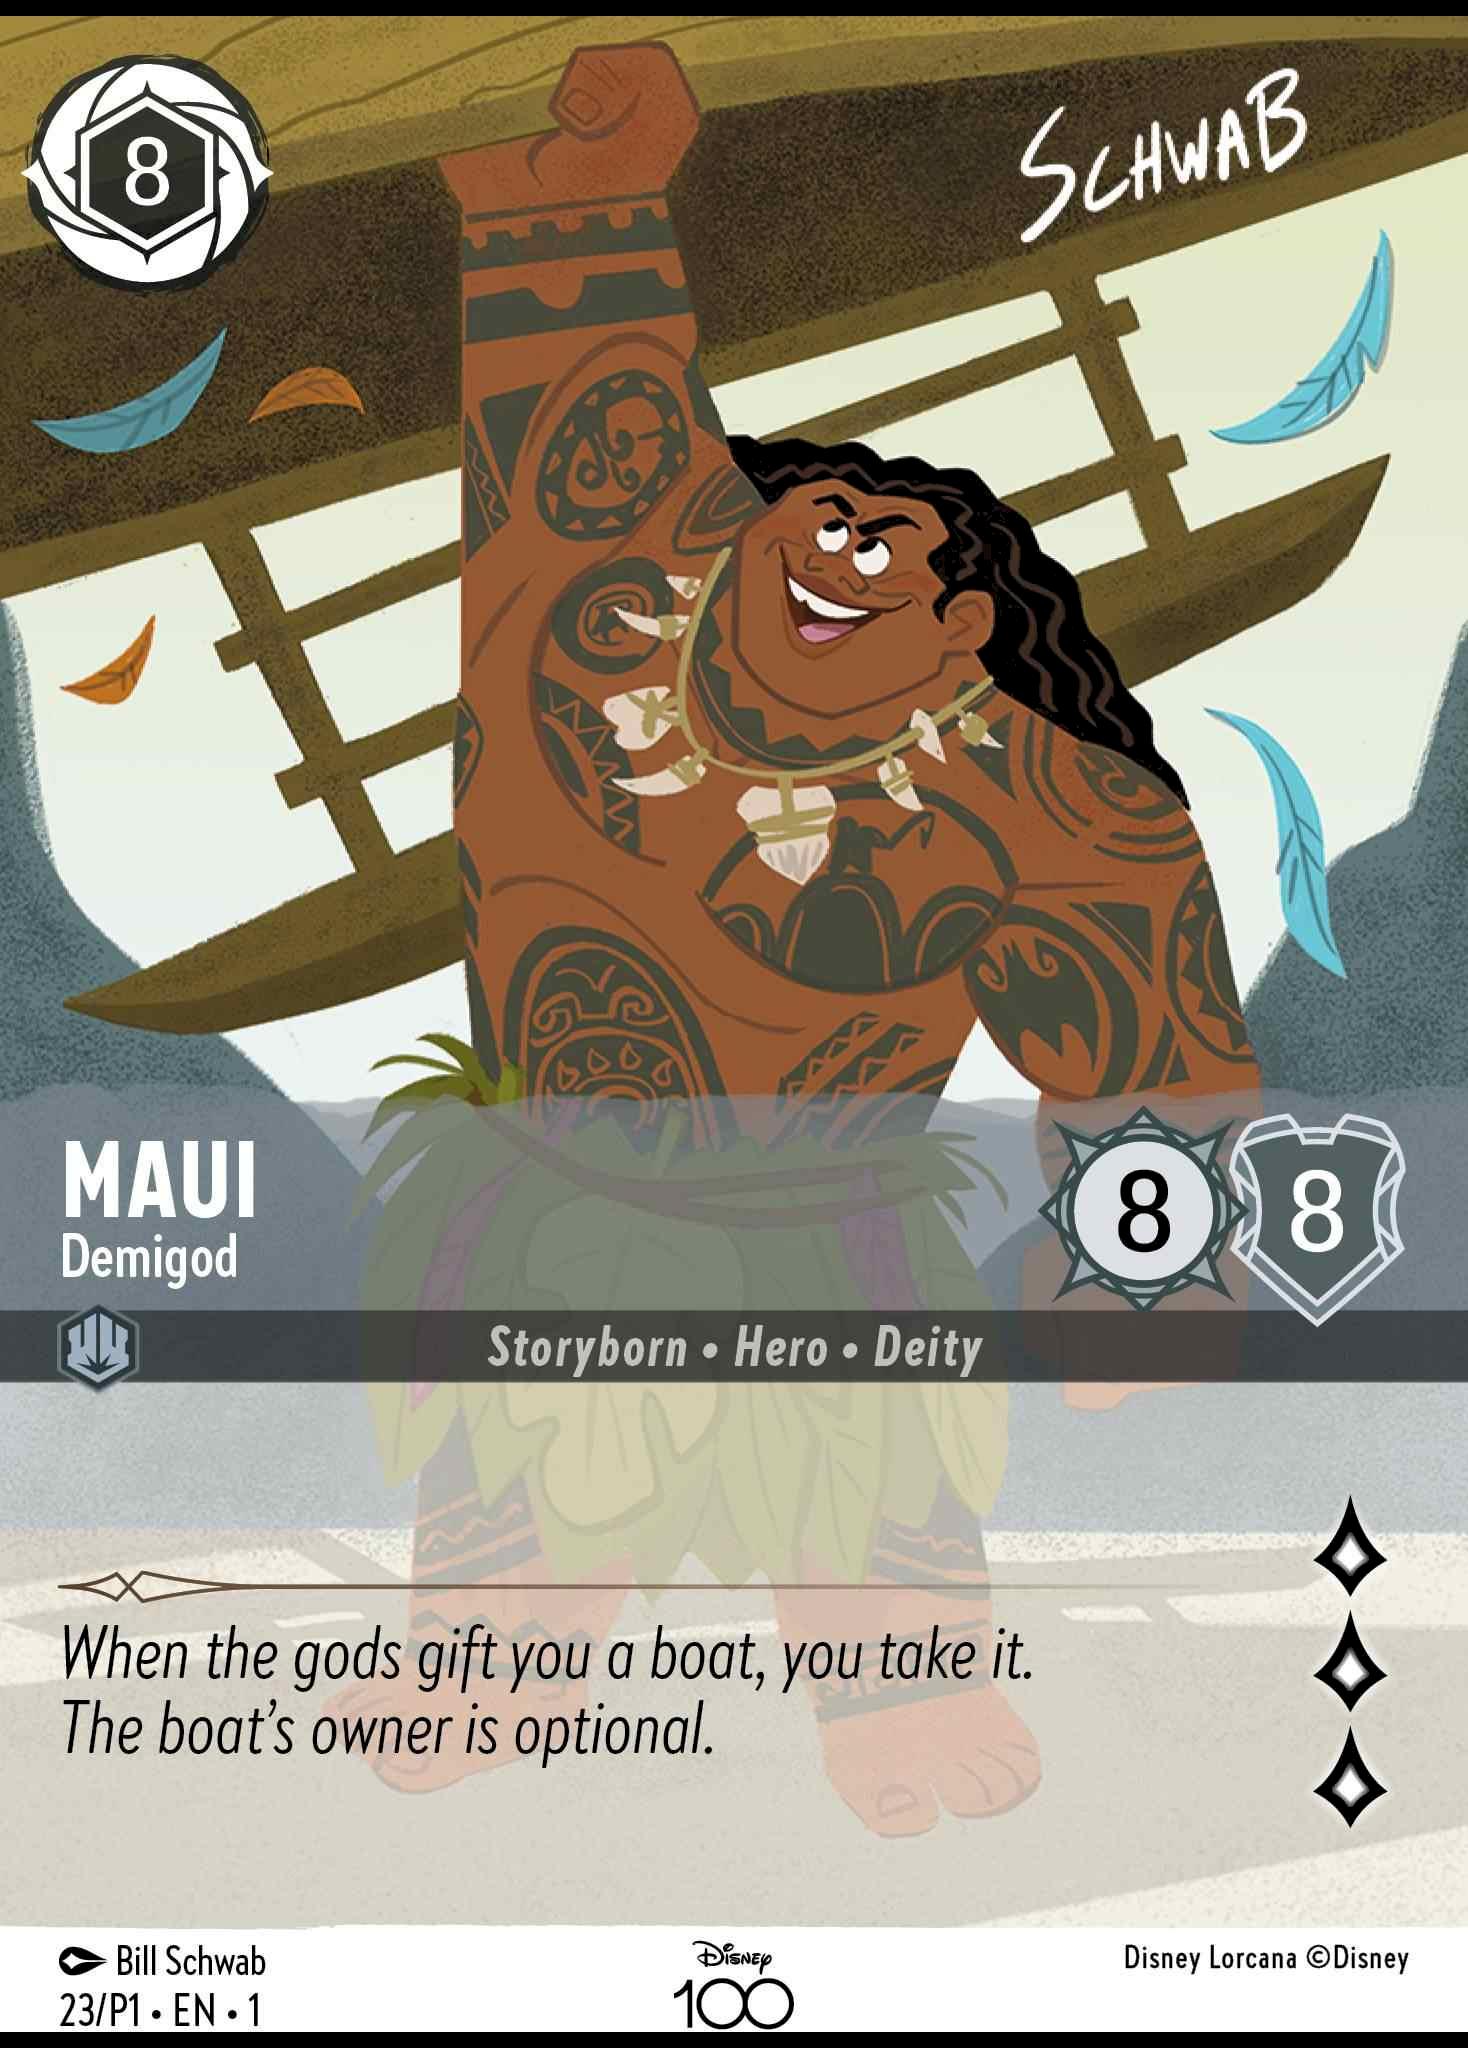 8
SCHWAB
MAUI
Demigod
8 8
Storyborn • Hero • Deity
When the gods gift you a boat, you take it.
The boat's owner is optional.
Bill Schwab
23/P1 • EN • 1
Disney
100
Disney Lorcana ©Disney